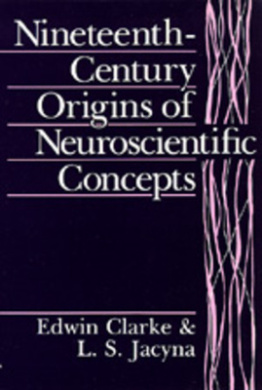 Nineteenth-
Century
Origins of
Neuroscientific
Concepts
Edwin Clarke &
L. S. Jacyna